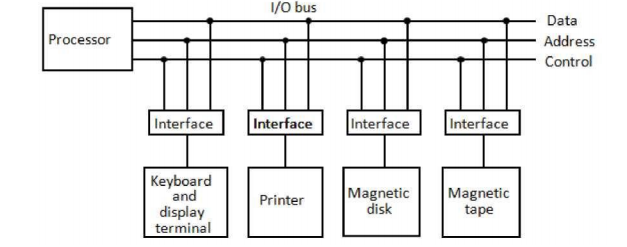 I/O bus
Processor
Data
Address
Control
Interface
Interface
Interface
Interface
Keyboard
and
display
terminal
Printer
Magnetic
disk
Magnetic
tape